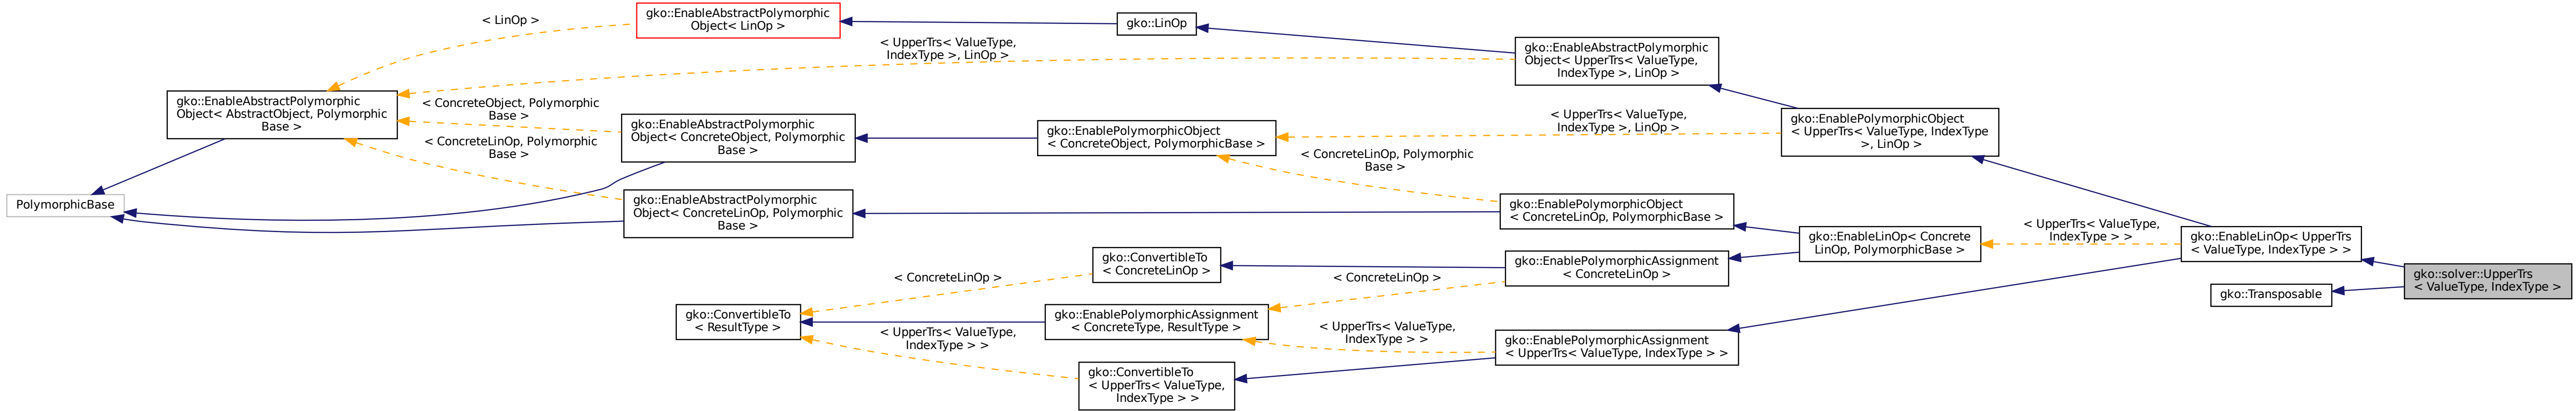 gko::EnableAbstractPolymorphic
Object< LinOp >
< LinOp >
gko::LinOp
< UpperTrs< ValueType,
IndexType >, LinOp >
gko::EnableAbstractPolymorphic
Object< UpperTrs< ValueType,
IndexType >, LinOp >
gko::EnableAbstractPolymorphic
Object< AbstractObject, Polymorphic
Base >
< ConcreteObject, Polymorphic
Base >
gko::EnableAbstractPolymorphic
Object< ConcreteObject, Polymorphic
Base >
gko::EnablePolymorphicObject
< ConcreteObject, PolymorphicBase >
< UpperTrs< ValueType,
IndexType >, LinOp >
gko::EnablePolymorphicObject
< UpperTrs< ValueType, IndexType
>, LinOp >
< ConcreteLinOp, Polymorphic
Base >
< ConcreteLinOp, Polymorphic
Base >
PolymorphicBase
gko::EnableAbstractPolymorphic
Object< ConcreteLinOp, Polymorphic
Base >
gko::EnablePolymorphicObject
< ConcreteLinOp, PolymorphicBase >
gko::EnableLinOp< Concrete
LinOp, PolymorphicBase >
< UpperTrs< ValueType,
IndexType > >
gko::EnableLinOp< UpperTrs
< ValueType, IndexType > >
gko::solver::UpperTrs
< ValueType, IndexType >
gko::Transposable
gko::ConvertibleTo
< ConcreteLinOp >
gko::EnablePolymorphicAssignment
< ConcreteLinOp >
< ConcreteLinOp >
< ConcreteLinOp >
gko::ConvertibleTo
< ResultType >
gko::EnablePolymorphicAssignment
< ConcreteType, ResultType >
< UpperTrs< ValueType,
IndexType > >
< UpperTrs< ValueType,
IndexType > >
gko::EnablePolymorphicAssignment
< UpperTrs< ValueType, IndexType > >
gko::ConvertibleTo
< UpperTrs< ValueType,
IndexType > >